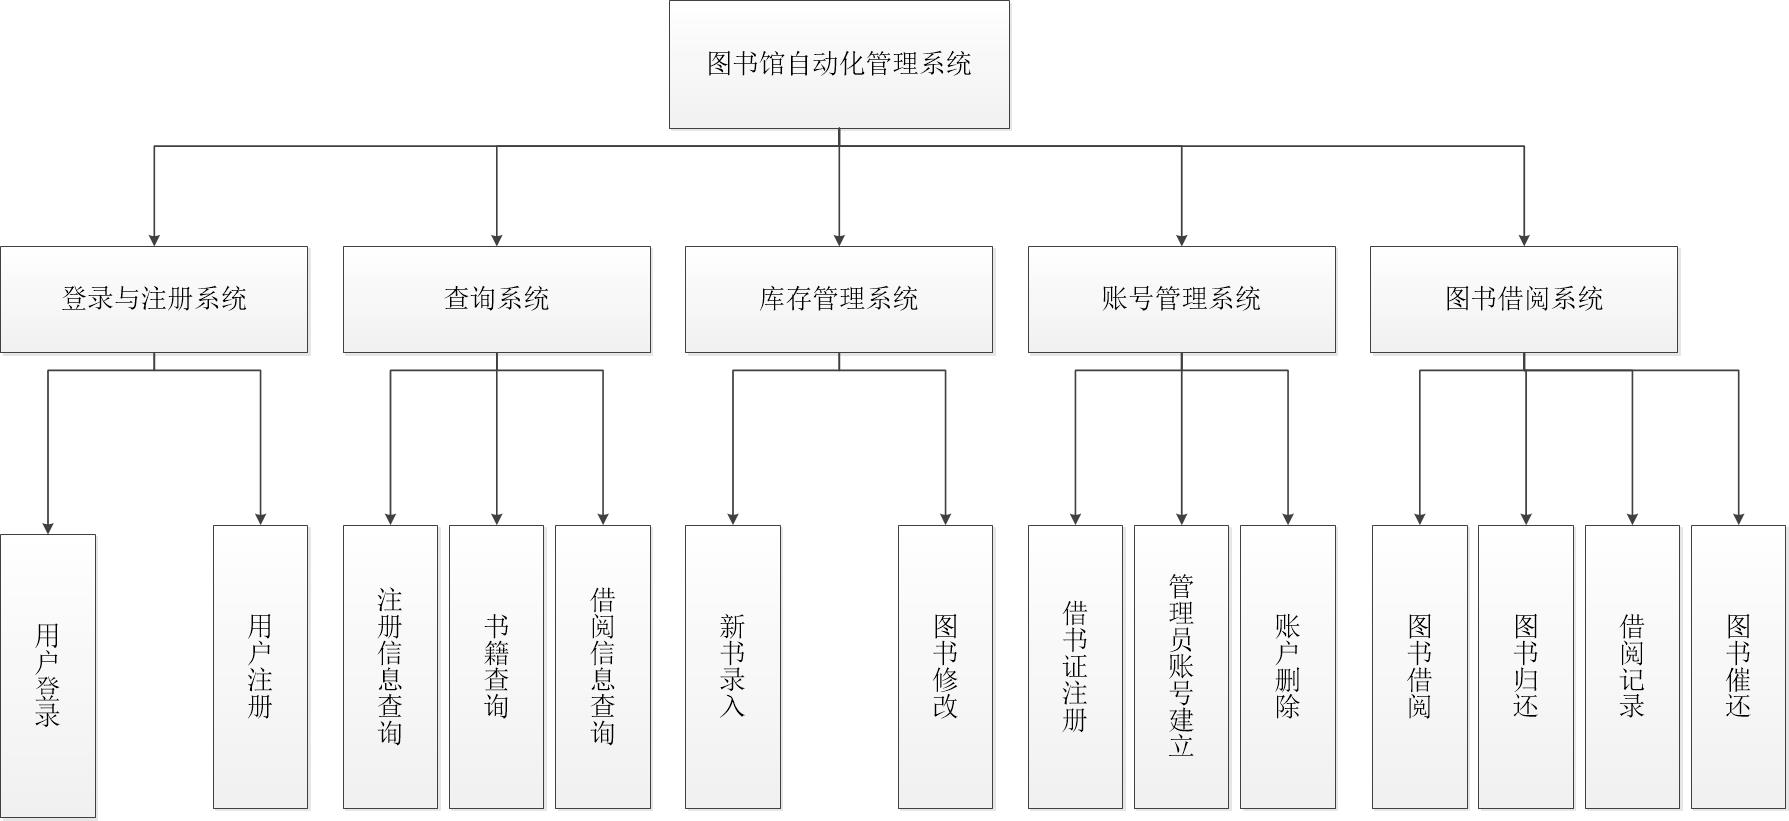 图书馆自动化管理系统
登录与注册系统
查询系统
库存管理系统
账号管理系统
图书借阅系统
用户登录
用户注册
注册信息查询
书籍查询
借阅信息查询
新书录入
图书修改
借书证注册
管理员账号建立
账户删除
图书借阅
图书归还
借阅记录
图书催还